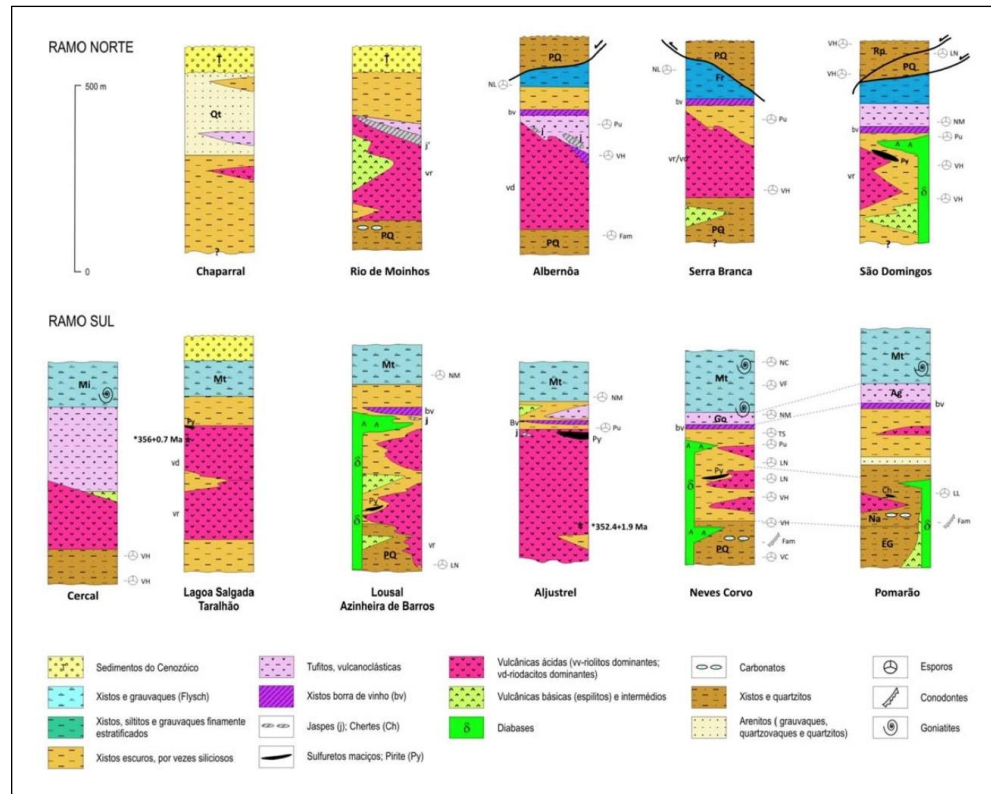 RAMO NORTE
500 m
0
↑
Qt
?
Chaparral
↑
j'
vr
PQ
Rio de Moinhos
PQ
NL
bv
Pu
j
j
VH
vd
PQ
Fam
Albernôa
PQ
NL
Fr
bv
Pu
vr/vd
VH
PQ
?
Serra Branca
VH
Rp
LN
VH
PQ
NM
bv
Pu
Py
VH
vr
δ
VH
?
São Domingos
RAMO SUL
Mi
VH
VH
Cercal
Mt
Py
*356+0.7 Ma
vd
vr
Lagoa Salgada
Taralhão
Mt
NM
bv
j
δ
Py
vr
PQ
LN
Lousal
Azinheira de Barros
Mt
NM
Bv
Pu
j
Py
*352.4+1.9 Ma
Aljustrel
NC
Mt
VF
Go
NM
bv
TS
Pu
Py
LN
LN
δ
VH
VH
PQ
Fam
VC
Neves Corvo
Mt
Ag
bv
Ch
LL
Na
Fam
δ
EG
Pomarão
Sedimentos do Cenozóico
Xistos e grauvaques (Flysch)
Xistos, siltitos e grauvaques finamente
estratificados
Xistos escuros, por vezes siliciosos
Tufitos, vulcanoclásticas
Xistos borra de vinho (bv)
Jaspes (j); Chertes (Ch)
Sulfuretos maciços; Pirite (Py)
Vulcânicas ácidas (vv-riolitos dominantes;
vd-riodacitos dominantes)
Vulcânicas básicas (espilitos) e intermédios
δ
Diabases
Carbonatos
Xistos e quartzitos
Arenitos ( grauvaques,
quartzovaques e quartzitos)
Esporos
Conodontes
Goniatites